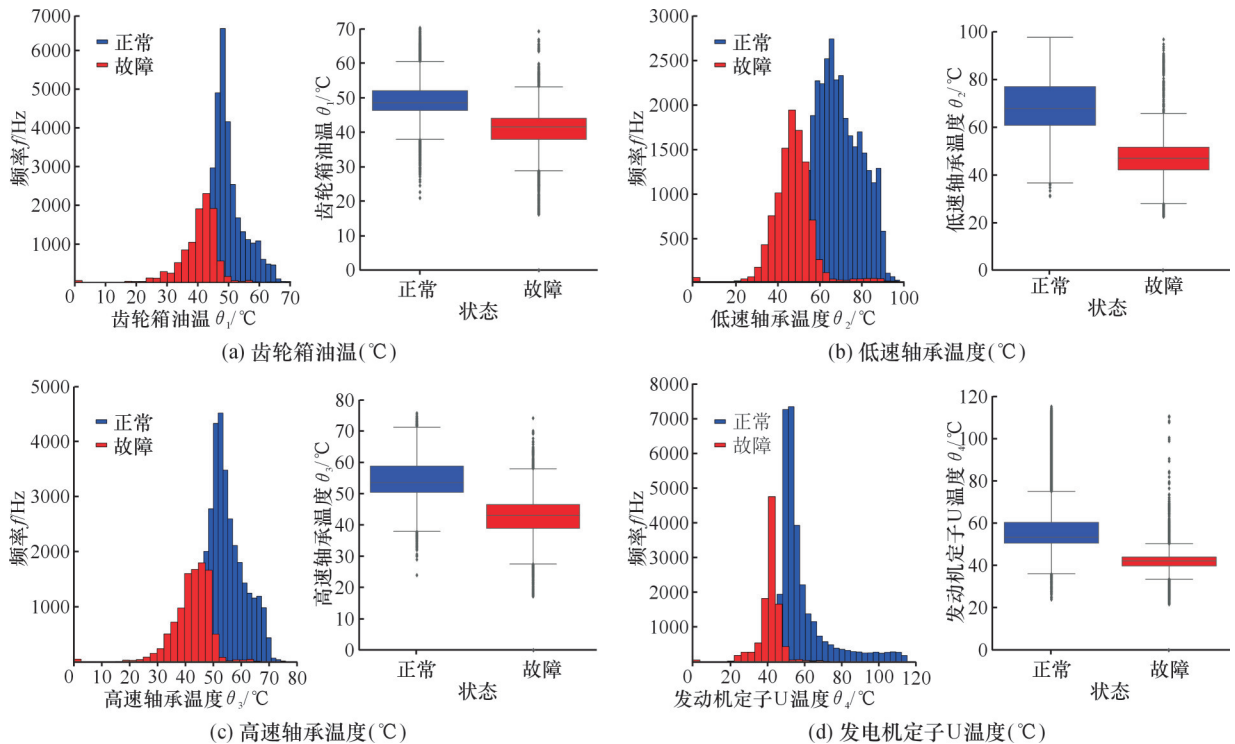 7000
6000
5000
4000
3000
2000
1000
0 10 20 30 40 50 60 70
频率f/Hz
正常
故障
齿轮箱油温 θ₁/℃
70
60
50
40
30
20
10
0
齿轮箱油温 θ₁/℃
正常 故障
状态
(a) 齿轮箱油温(℃)
3000
2500
2000
1500
1000
500
0 20 40 60 80 100
频率f/Hz
正常
故障
低速轴承温度 θ₂/℃
100
80
60
40
20
0
低速轴承温度 θ₂/℃
正常 故障
状态
(b) 低速轴承温度(℃)
5000
4000
3000
2000
1000
0 10 20 30 40 50 60 70 80
频率f/Hz
正常
故障
高速轴承温度 θ₃/℃
80
70
60
50
40
30
20
10
0
高速轴承温度 θ₃/℃
正常 故障
状态
(c) 高速轴承温度(℃)
8000
7000
6000
5000
4000
3000
2000
1000
0 20 40 60 80 100 120
频率f/Hz
正常
故障
发动机定子U温度 θ₄/℃
120
100
80
60
40
20
0
发动机定子U温度 θ₄/℃
正常 故障
状态
(d) 发电机定子U温度(℃)